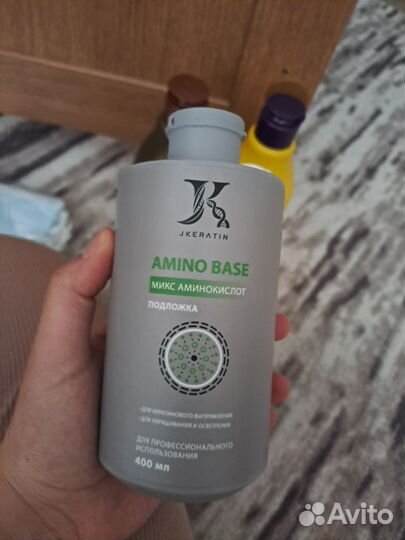 JKERATIN
AMINO BASE
МИКС АМИНОКИСЛОТ
ПОДЛОЖКА
• ДЛЯ КЕРАТИНОВОГО ВЫПРЯМЛЕНИЯ
• ДЛЯ ОКРАШИВАНИЯ И ОСВЕТЛЕНИЯ
ДЛЯ ПРОФЕССИОНАЛЬНОГО
ИСПОЛЬЗОВАНИЯ
400 МЛ
Avito